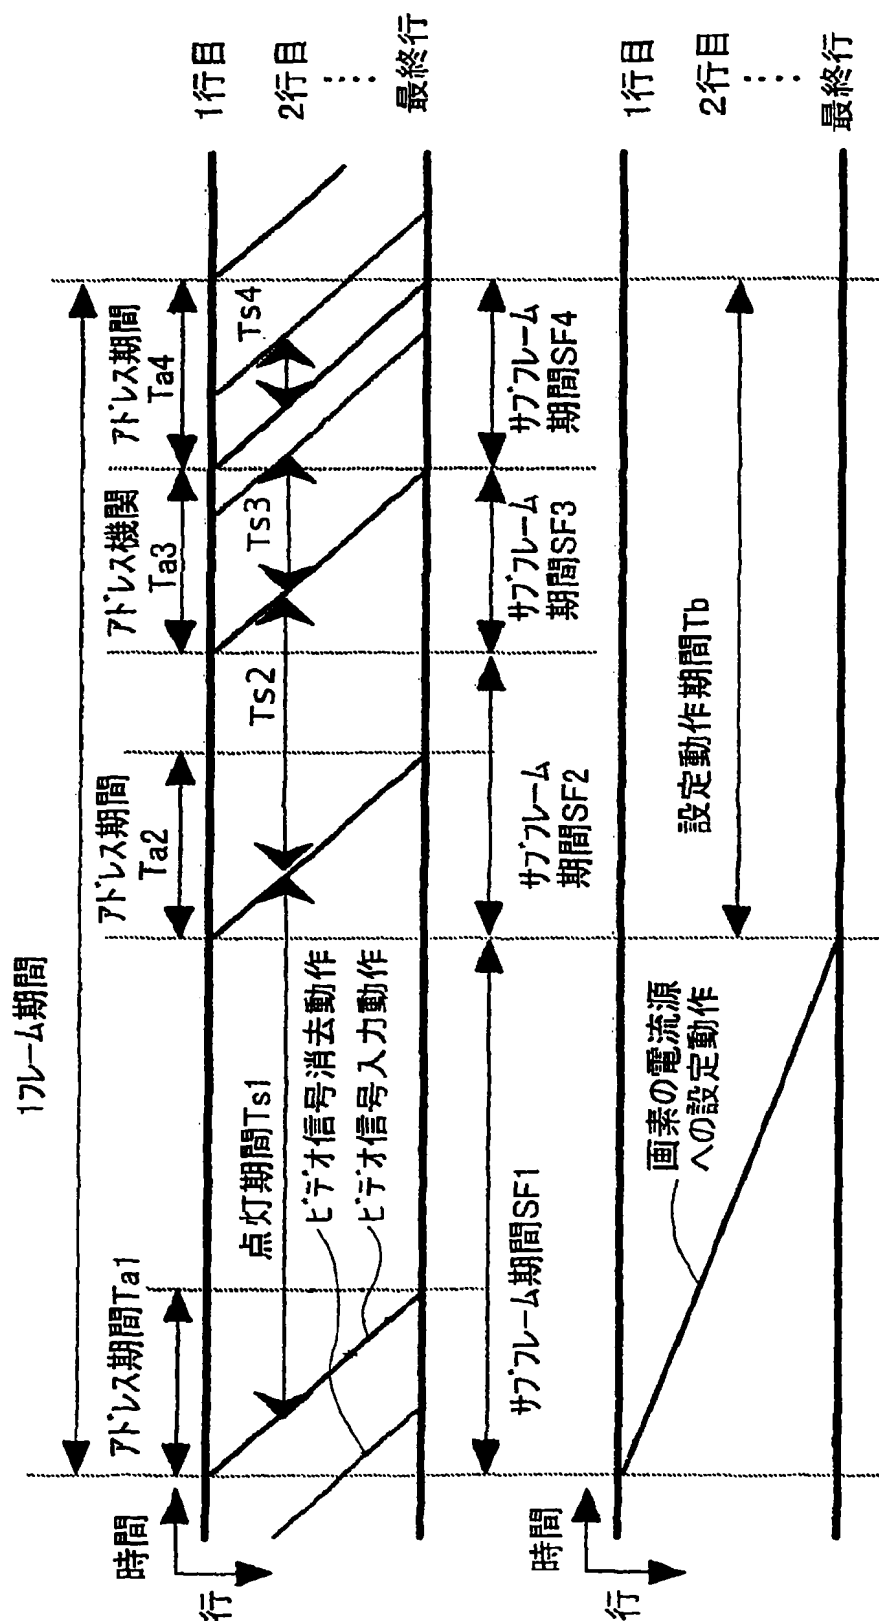 1フレーム期間
アドレス期間Ta1
アドレス期間
Ta2
アドレス機関
Ta3
アドレス期間
Ta4
時間
行
1行目
2行目
⋮
最終行
点灯期間Ts1
Ts2
Ts3
Ts4
ビデオ信号消去動作
ビデオ信号入力動作
サブフレーム期間SF1
サブフレーム
期間SF2
サブフレーム
期間SF3
サブフレーム
期間SF4
時間
行
1行目
2行目
⋮
最終行
画素の電流源
への設定動作
設定動作期間Tb